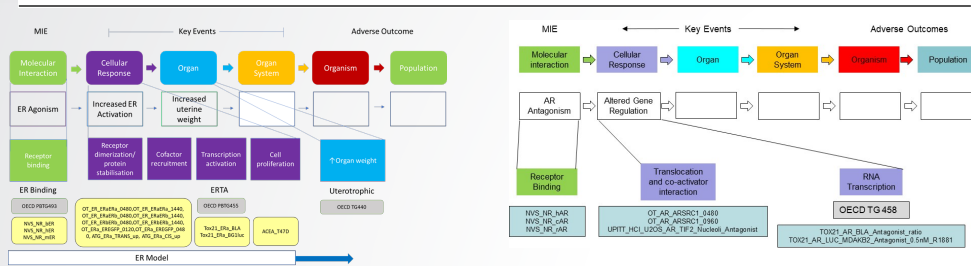 MIE
Key Events
Adverse Outcome
Molecular
Interaction
Cellular
Response
Organ
Organ
System
Organism
Population
ER Agonism
Increased ER
Activation
Increased
uterine
weight
Receptor
binding
Receptor
dimerization/
protein
stabilisation
Cofactor
recruitment
Transcription
activation
Cell
proliferation
↑Organ weight
ER Binding
ERTA
Uterotrophic
OECD PBTG493
OECD PBTG455
OECD TG440
NVS_NR_bER
NVS_NR_hER
NVS_NR_mER
OT_ER_ERaERa_0480,OT_ER_ERaERa_1440,
OT_ER_ERaERb_0480,OT_ER_ERaERb_1440,
OT_ER_ERbERb_0480,OT_ER_ERbERb_1440,
OT_ERa_EREGFP_0120,OT_ERa_EREGFP_048
0, ATG_ERa_TRANS_up, ATG_ERa_CIS_up
Tox21_ERa_BLA
Tox21_ERa_BG1luc
ACEA_T47D
ER Model
MIE
Key Events
Adverse Outcomes
Molecular
interaction
Cellular
Response
Organ
Organ
System
Organism
Population
AR
Antagonism
Altered Gene
Regulation
Receptor
Binding
Translocation
and co-activator
interaction
RNA
Transcription
OECD TG 458
NVS_NR_hAR
NVS_NR_cAR
NVS_NR_rAR
OT_AR_ARSRC1_0480
OT_AR_ARSRC1_0960
UPITT_HCI_U2OS_AR_TIF2_Nucleoli_Antagonist
TOX21_AR_BLA_Antagonist_ratio
TOX21_AR_LUC_MDAKB2_Antagonist_0.5nM_R1881